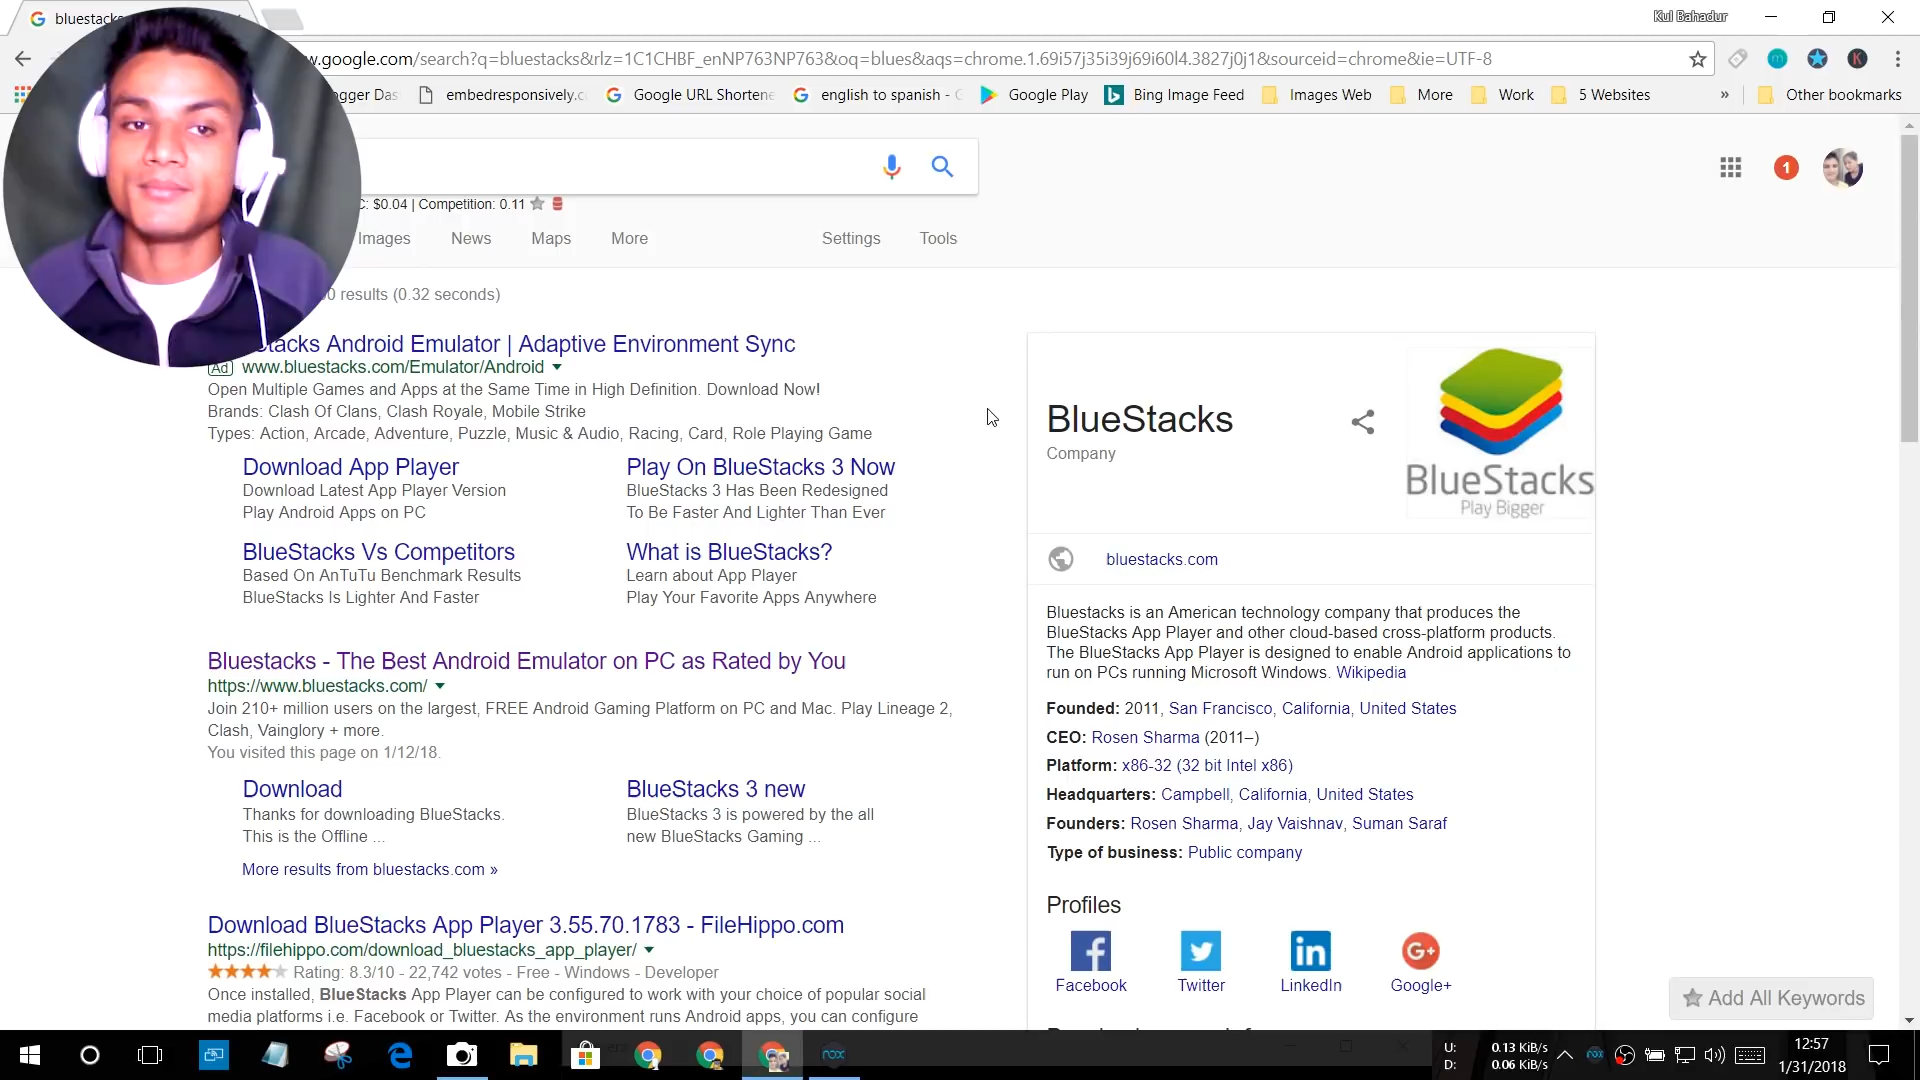 bluestacks
Kul Bahadur
w.google.com/search?q=bluestacks&rlz=1C1CHBF_enNP763NP763&oq=blues&aqs=chrome.1.69i57j35i39j69i60l4.3827j0j1&sourceid=chrome&ie=UTF-8
ogger Das
embedresponsively.c
Google URL Shortene
english to spanish -
Google Play
Bing Image Feed
Images Web
More
Work
5 Websites
»
Other bookmarks
1
C: $0.04 | Competition: 0.11
Images
News
Maps
More
Settings
Tools
0 results (0.32 seconds)
stacks Android Emulator | Adaptive Environment Sync
Ad www.bluestacks.com/Emulator/Android
Open Multiple Games and Apps at the Same Time in High Definition. Download Now!
Brands: Clash Of Clans, Clash Royale, Mobile Strike
Types: Action, Arcade, Adventure, Puzzle, Music & Audio, Racing, Card, Role Playing Game
Download App Player
Download Latest App Player Version
Play Android Apps on PC
Play On BlueStacks 3 Now
BlueStacks 3 Has Been Redesigned
To Be Faster And Lighter Than Ever
BlueStacks Vs Competitors
Based On AnTuTu Benchmark Results
BlueStacks Is Lighter And Faster
What is BlueStacks?
Learn about App Player
Play Your Favorite Apps Anywhere
Bluestacks - The Best Android Emulator on PC as Rated by You
https://www.bluestacks.com/
Join 210+ million users on the largest, FREE Android Gaming Platform on PC and Mac. Play Lineage 2,
Clash, Vainglory + more.
You visited this page on 1/12/18.
Download
Thanks for downloading BlueStacks.
This is the Offline ...
BlueStacks 3 new
BlueStacks 3 is powered by the all
new BlueStacks Gaming ...
More results from bluestacks.com »
Download BlueStacks App Player 3.55.70.1783 - FileHippo.com
https://filehippo.com/download_bluestacks_app_player/
Rating: 8.3/10 - 22,742 votes - Free - Windows - Developer
Once installed, BlueStacks App Player can be configured to work with your choice of popular social
media platforms i.e. Facebook or Twitter. As the environment runs Android apps, you can configure
BlueStacks
Company
BlueStacks
Play Bigger
bluestacks.com
Bluestacks is an American technology company that produces the
BlueStacks App Player and other cloud-based cross-platform products.
The BlueStacks App Player is designed to enable Android applications to
run on PCs running Microsoft Windows. Wikipedia
Founded: 2011, San Francisco, California, United States
CEO: Rosen Sharma (2011–)
Platform: x86-32 (32 bit Intel x86)
Headquarters: Campbell, California, United States
Founders: Rosen Sharma, Jay Vaishnav, Suman Saraf
Type of business: Public company
Profiles
Facebook
Twitter
LinkedIn
Google+
Add All Keywords
nox
U: 0.13 KiB/s
D: 0.06 KiB/s
nox
12:57
1/31/2018